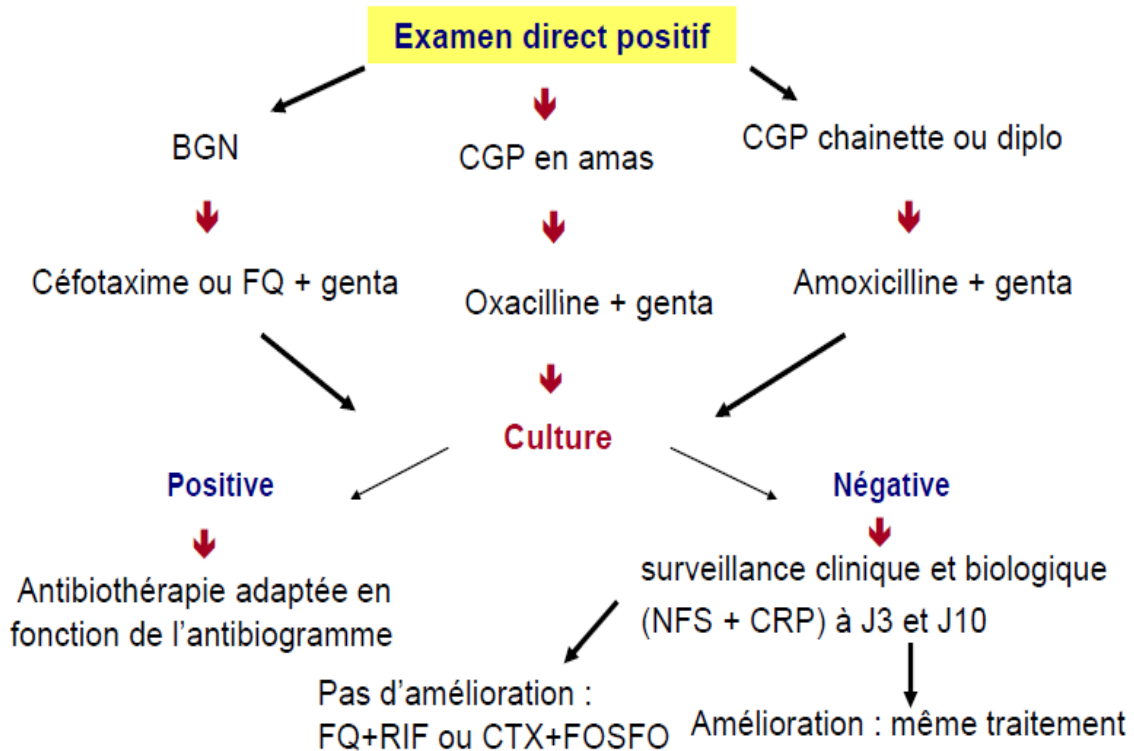 Examen direct positif
BGN
CGP en amas
CGP chainette ou diplo
Céfotaxime ou FQ + genta
Oxacilline + genta
Amoxicilline + genta
Culture
Positive
Négative
Antibiothérapie adaptée en
fonction de l'antibiogramme
surveillance clinique et biologique
(NFS + CRP) à J3 et J10
Pas d'amélioration :
FQ+RIF ou CTX+FOSFO
Amélioration : même traitement